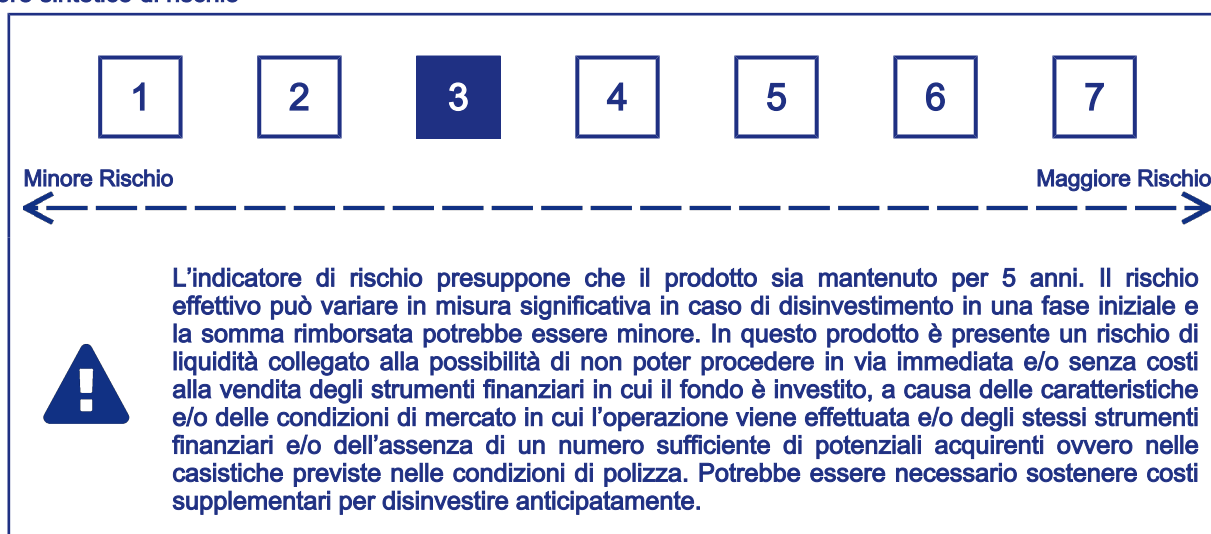 sintetico di rischio
1 2 3 4 5 6 7
Minore Rischio Maggiore Rischio
L'indicatore di rischio presuppone che il prodotto sia mantenuto per 5 anni. Il rischio
effettivo può variare in misura significativa in caso di disinvestimento in una fase iniziale e
la somma rimborsata potrebbe essere minore. In questo prodotto è presente un rischio di
liquidità collegato alla possibilità di non poter procedere in via immediata e/o senza costi
alla vendita degli strumenti finanziari in cui il fondo è investito, a causa delle caratteristiche
e/o delle condizioni di mercato in cui l'operazione viene effettuata e/o degli stessi strumenti
finanziari e/o dell'assenza di un numero sufficiente di potenziali acquirenti ovvero nelle
casistiche previste nelle condizioni di polizza. Potrebbe essere necessario sostenere costi
supplementari per disinvestire anticipatamente.